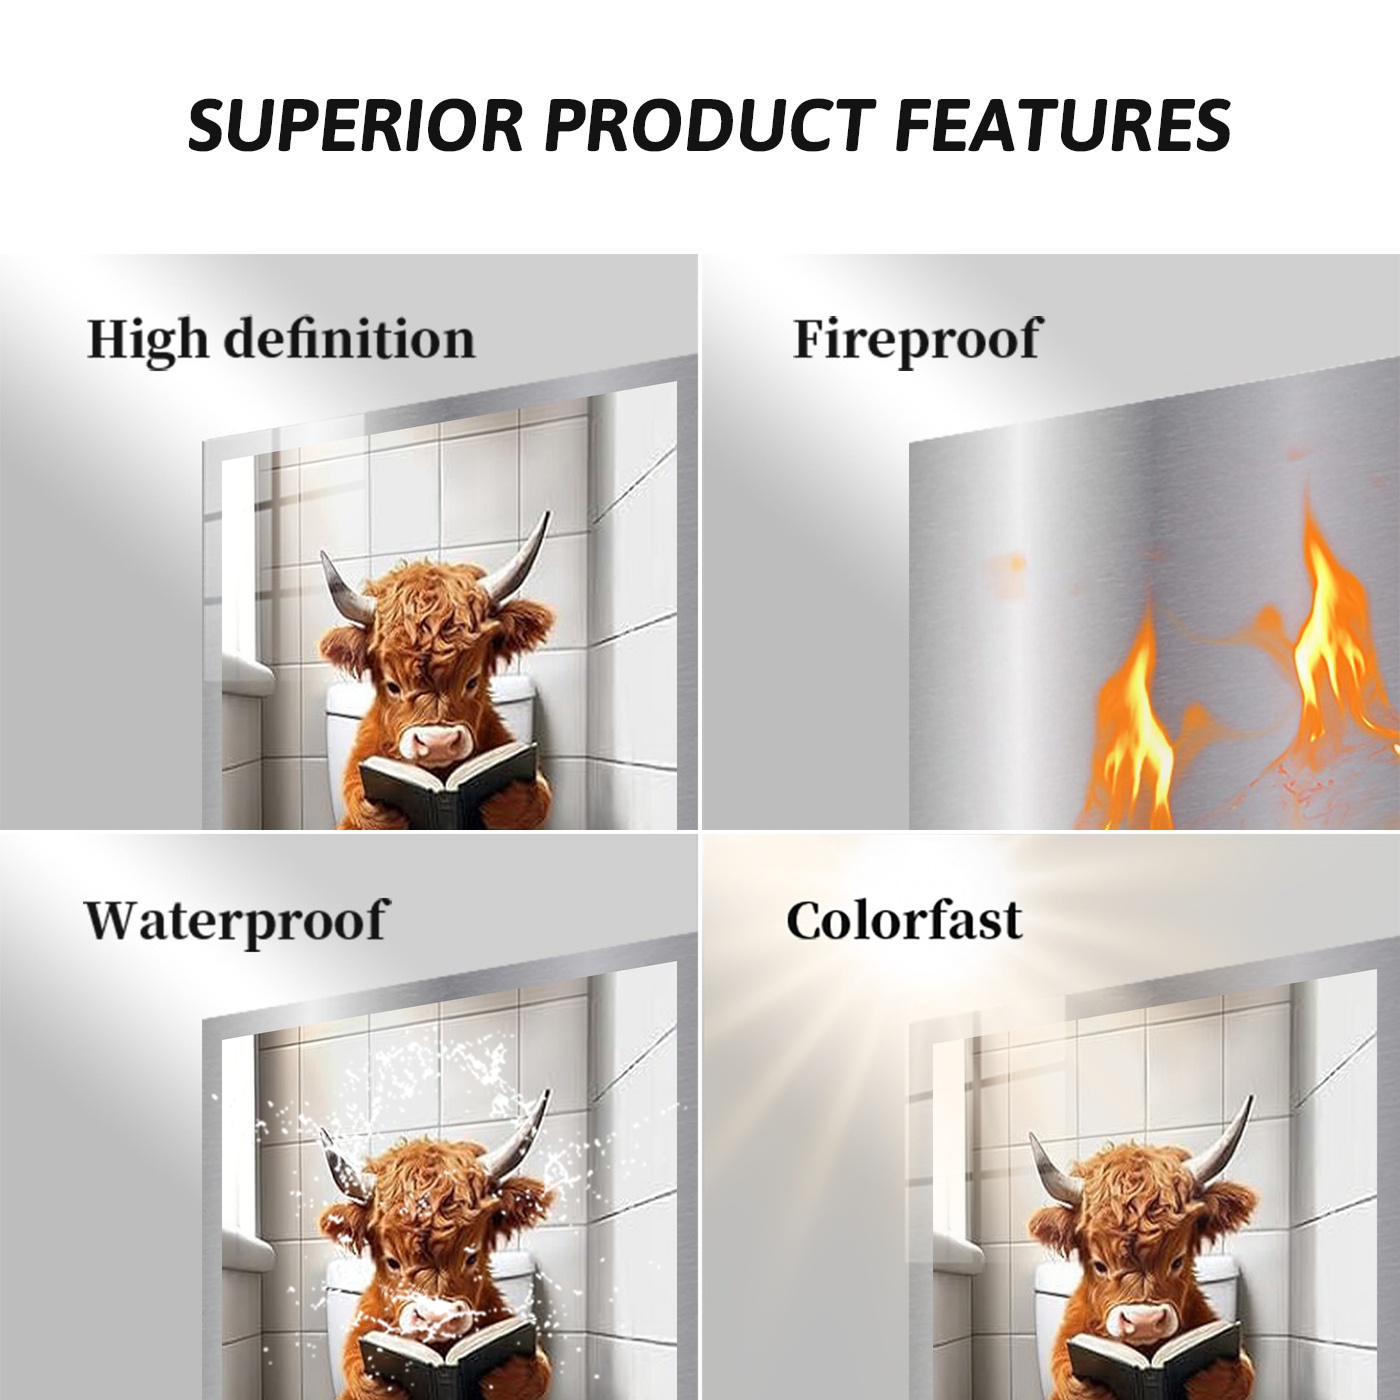 SUPERIOR PRODUCT FEATURES
High definition
Fireproof
Waterproof
Colorfast